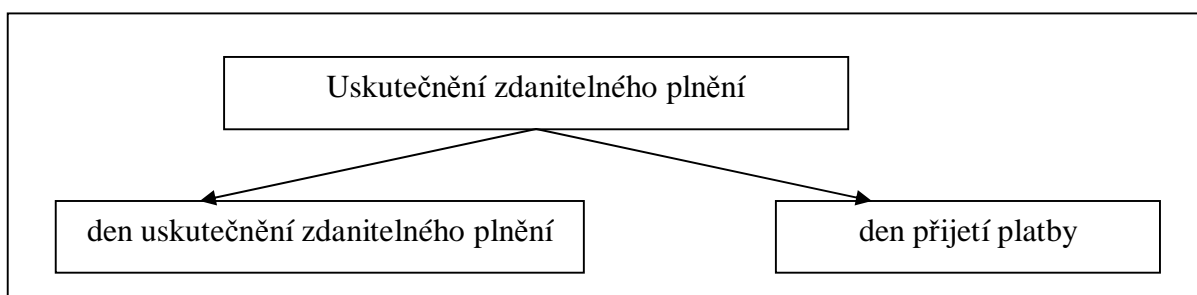 Uskutečnění zdanitelného plnění
den uskutečnění zdanitelného plnění
den přijetí platby